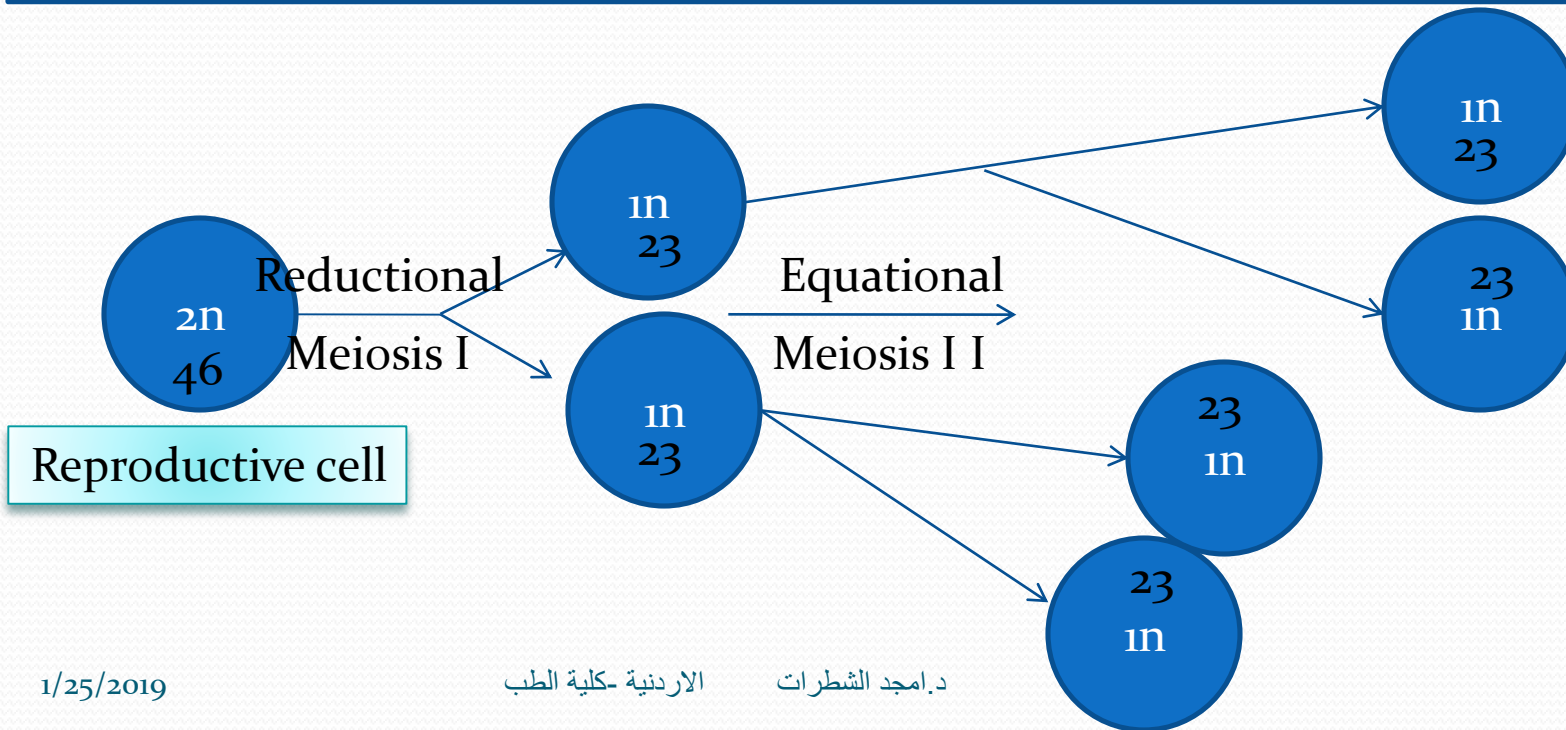 2n
46
Reproductive cell
Reductional
Meiosis I
1n
23
1n
23
Equational
Meiosis I I
1n
23
23
1n
23
1n
23
1n
1/25/2019
د.امجد الشطرات الاردنية -كلية الطب